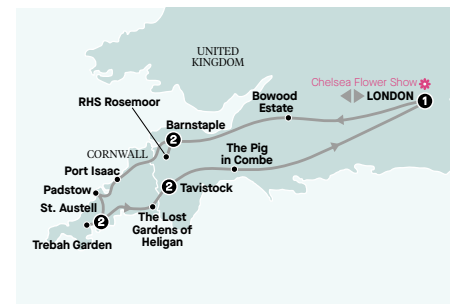 UNITED
KINGDOM
Chelsea Flower Show
LONDON
1
Bowood
Estate
RHS Rosemoor
Barnstaple
2
The Pig
in Combe
CORNWALL
Port Isaac
2 Tavistock
Padstow
St. Austell
2
The Lost
Gardens of
Heligan
Trebah Garden